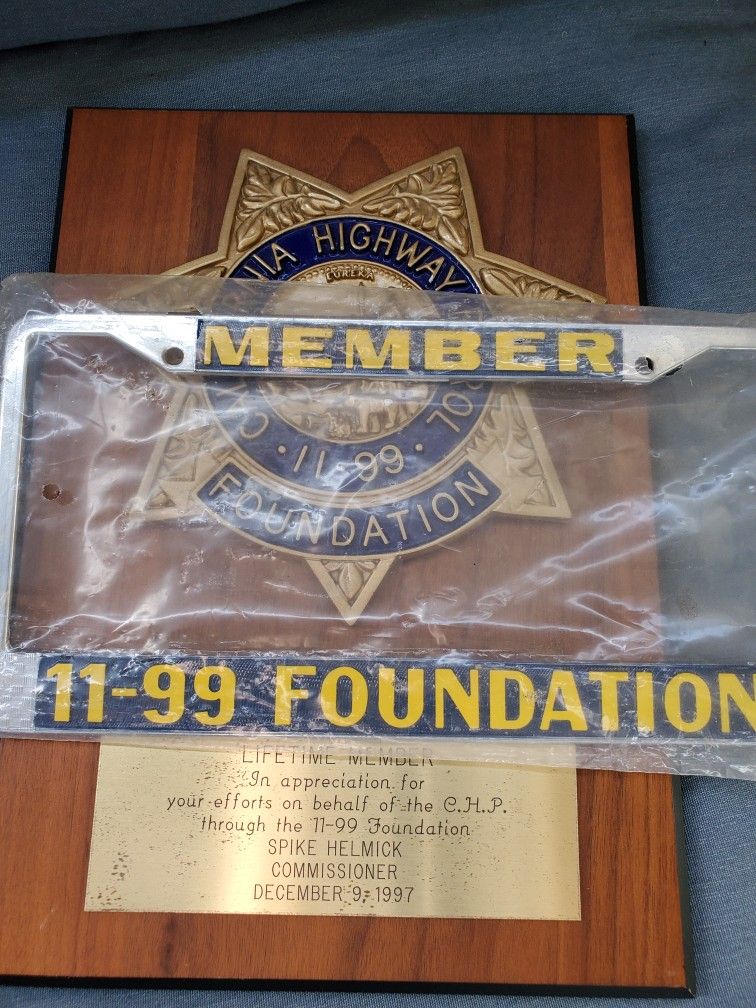 HIGHWAY
EUREKA
MEMBER
11-99
FOUNDATION
11-99 FOUNDATION
LIFETIME MEMBER
In appreciation for
your efforts on behalf of the C.H.P.
through the 11-99 Foundation
SPIKE HELMICK
COMMISSIONER
DECEMBER 9, 1997